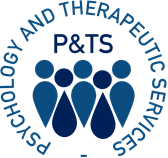 PSYCHOLOGY AND THERAPEUTIC SERVICES -
P&TS